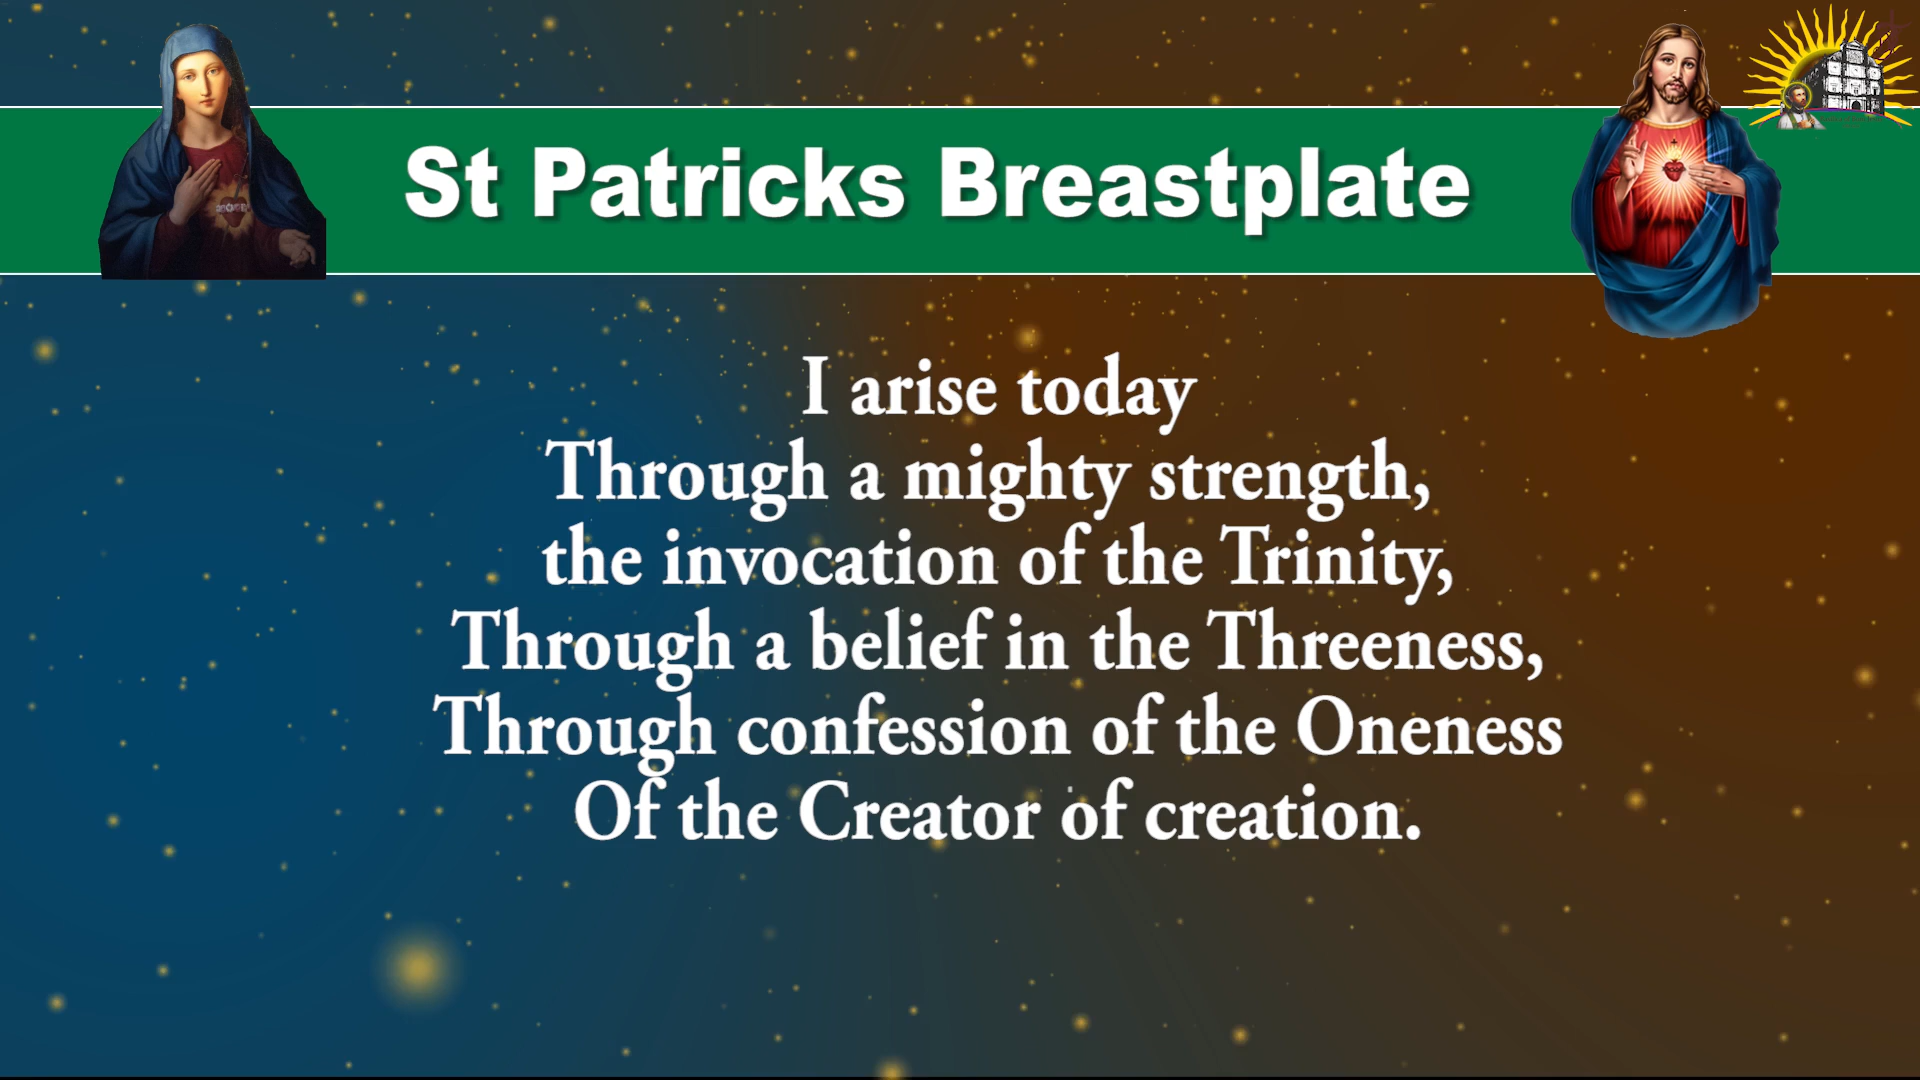 St Patricks Breastplate
I arise today
Through a mighty strength,
the invocation of the Trinity,
Through a belief in the Threeness,
Through confession of the Oneness
Of the Creator of creation.